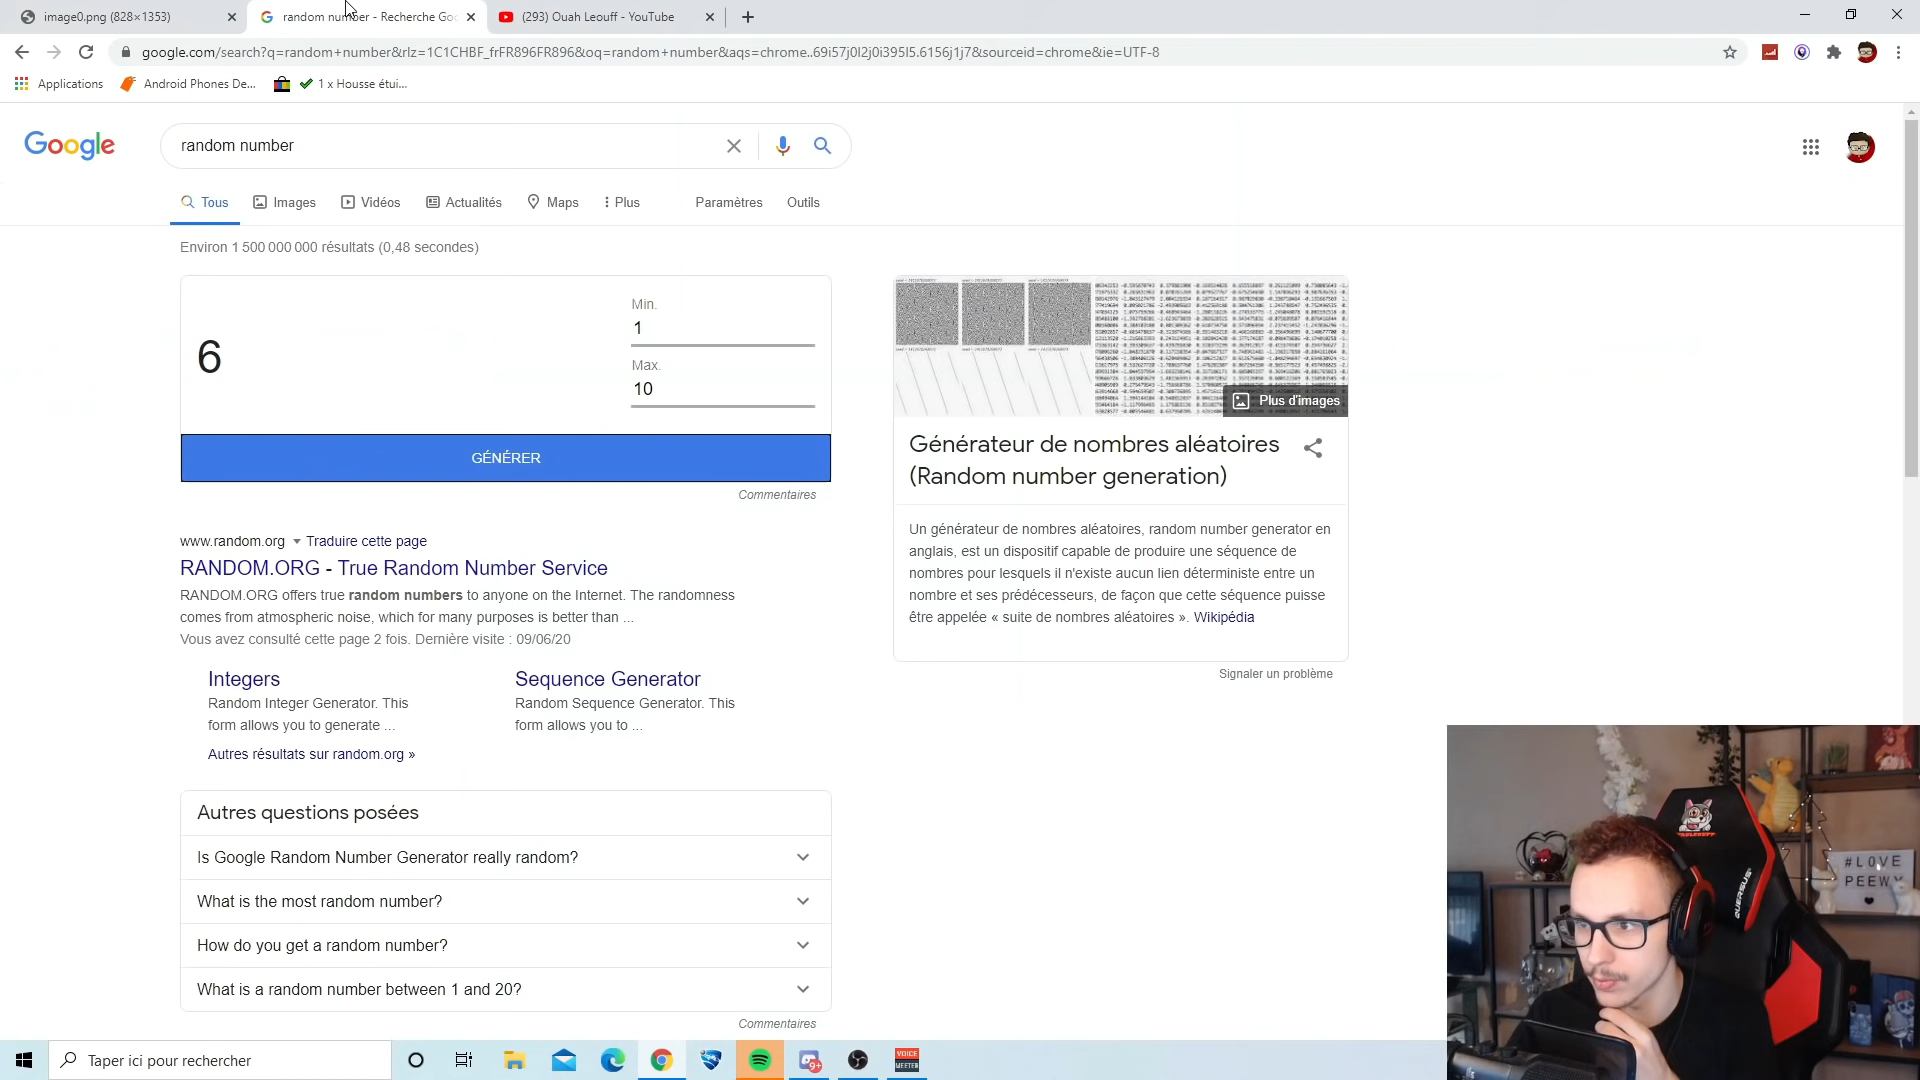 image0.png (828×1353)
random number - Recherche Goo
(293) Ouah Leouff - YouTube
google.com/search?q=random+number&rlz=1C1CHBF_frFR896FR896&oq=random+number&aqs=chrome..69i57j0l2j0i395l5.6156j1j7&sourceid=chrome&ie=UTF-8
Applications
Android Phones De...
1 x Housse étui...
Google
random number
Tous
Images
Vidéos
Actualités
Maps
Plus
Paramètres
Outils
Environ 1 500 000 000 résultats (0,48 secondes)
6
Min.
1
Max.
10
GÉNÉRER
Commentaires
www.random.org
Traduire cette page
RANDOM.ORG - True Random Number Service
RANDOM.ORG offers true random numbers to anyone on the Internet. The randomness
comes from atmospheric noise, which for many purposes is better than ...
Vous avez consulté cette page 2 fois. Dernière visite : 09/06/20
Integers
Random Integer Generator. This
form allows you to generate ...
Sequence Generator
Random Sequence Generator. This
form allows you to ...
Autres résultats sur random.org »
Autres questions posées
Is Google Random Number Generator really random?
What is the most random number?
How do you get a random number?
What is a random number between 1 and 20?
Commentaires
Plus d'images
Générateur de nombres aléatoires
(Random number generation)
Un générateur de nombres aléatoires, random number generator en
anglais, est un dispositif capable de produire une séquence de
nombres pour lesquels il n'existe aucun lien déterministe entre un
nombre et ses prédécesseurs, de façon que cette séquence puisse
être appelée « suite de nombres aléatoires ». Wikipédia
Signaler un problème
#LOVE
PEEWY
QUERSUS
Taper ici pour rechercher
9+
VOICE
MEETER